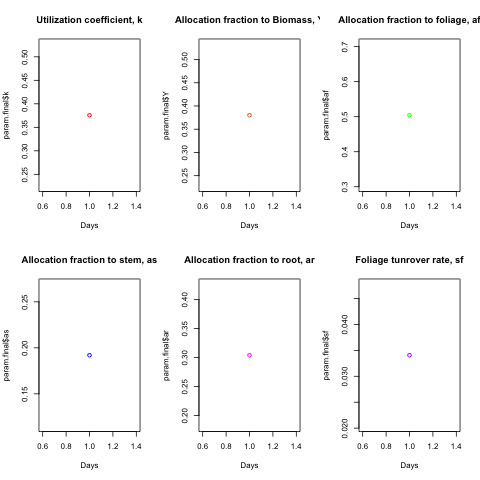 Utilization coefficient, k
param.final$k
0.25 0.30 0.35 0.40 0.45 0.50
0.6 0.8 1.0 1.2 1.4
Days
Allocation fraction to Biomass, Y
param.final$Y
0.25 0.30 0.35 0.40 0.45 0.50
0.6 0.8 1.0 1.2 1.4
Days
Allocation fraction to foliage, af
param.final$af
0.3 0.4 0.5 0.6 0.7
0.6 0.8 1.0 1.2 1.4
Days
Allocation fraction to stem, as
param.final$as
0.15 0.20 0.25
0.6 0.8 1.0 1.2 1.4
Days
Allocation fraction to root, ar
param.final$ar
0.20 0.25 0.30 0.35 0.40
0.6 0.8 1.0 1.2 1.4
Days
Foliage tunrover rate, sf
param.final$sf
0.020 0.030 0.040
0.6 0.8 1.0 1.2 1.4
Days